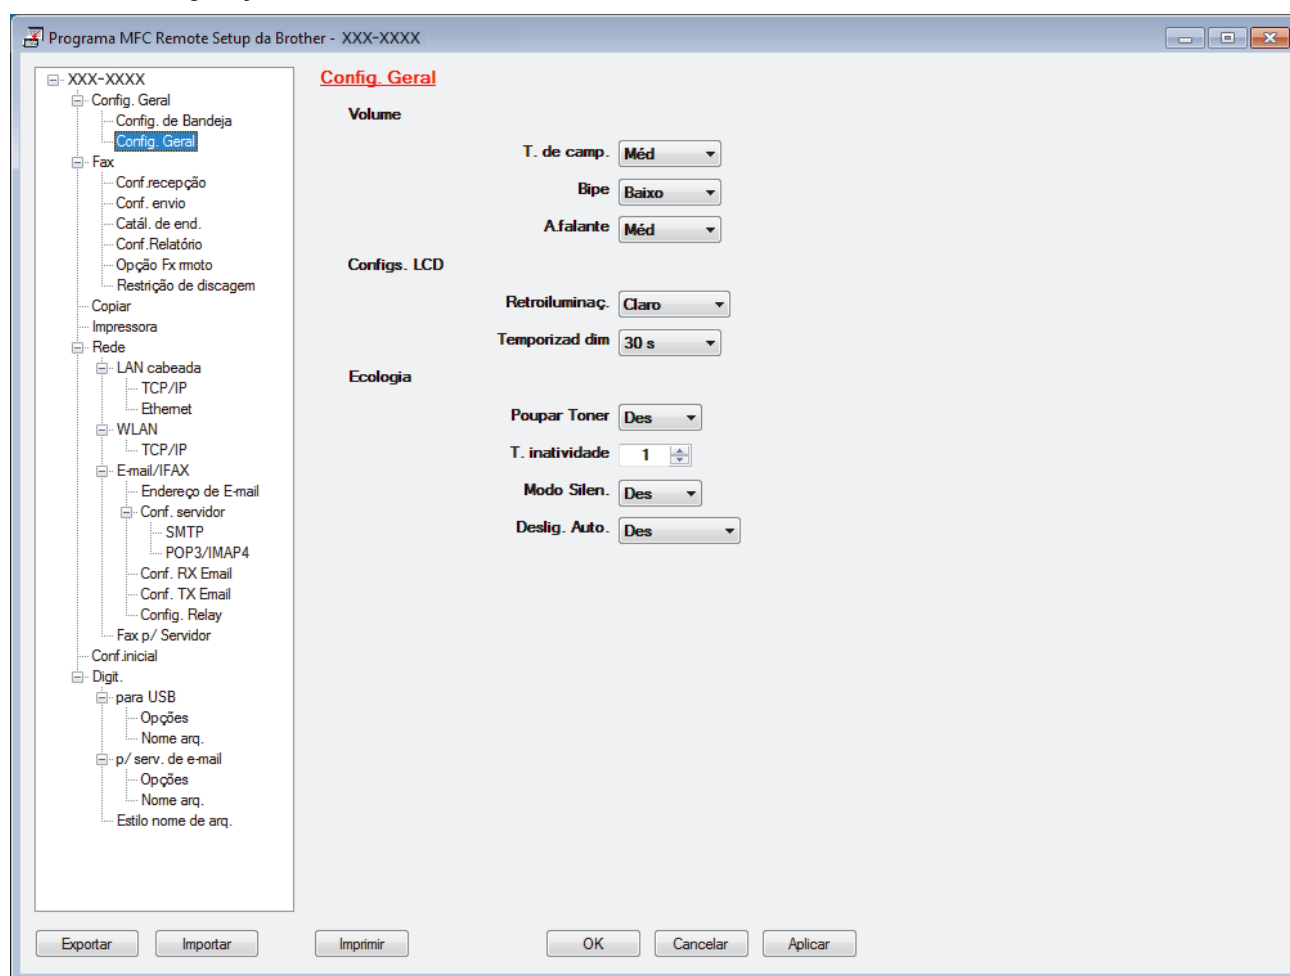 Programa MFC Remote Setup da Brother - XXX-XXXX
XXX-XXXX
Config. Geral
Config. de Bandeja
Config. Geral
Fax
Conf.recepção
Conf. envio
Catál. de end.
Conf.Relatório
Opção Fx rmoto
Restrição de discagem
Copiar
Impressora
Rede
LAN cabeada
TCP/IP
Ethernet
WLAN
TCP/IP
E-mail/IFAX
Endereço de E-mail
Conf. servidor
SMTP
POP3/IMAP4
Conf. RX Email
Conf. TX Email
Config. Relay
Fax p/ Servidor
Conf.inicial
Digit.
para USB
Opções
Nome arq.
p/ serv. de e-mail
Opções
Nome arq.
Estilo nome de arq.
Config. Geral
Volume
T. de camp. Méd
Bipe Baixo
A.falante Méd
Configs. LCD
Retroiluminaç. Claro
Temporizad dim 30 s
Ecologia
Poupar Toner Des
T. inatividade 1
Modo Silen. Des
Deslig. Auto. Des
Exportar Importar Imprimir OK Cancelar Aplicar